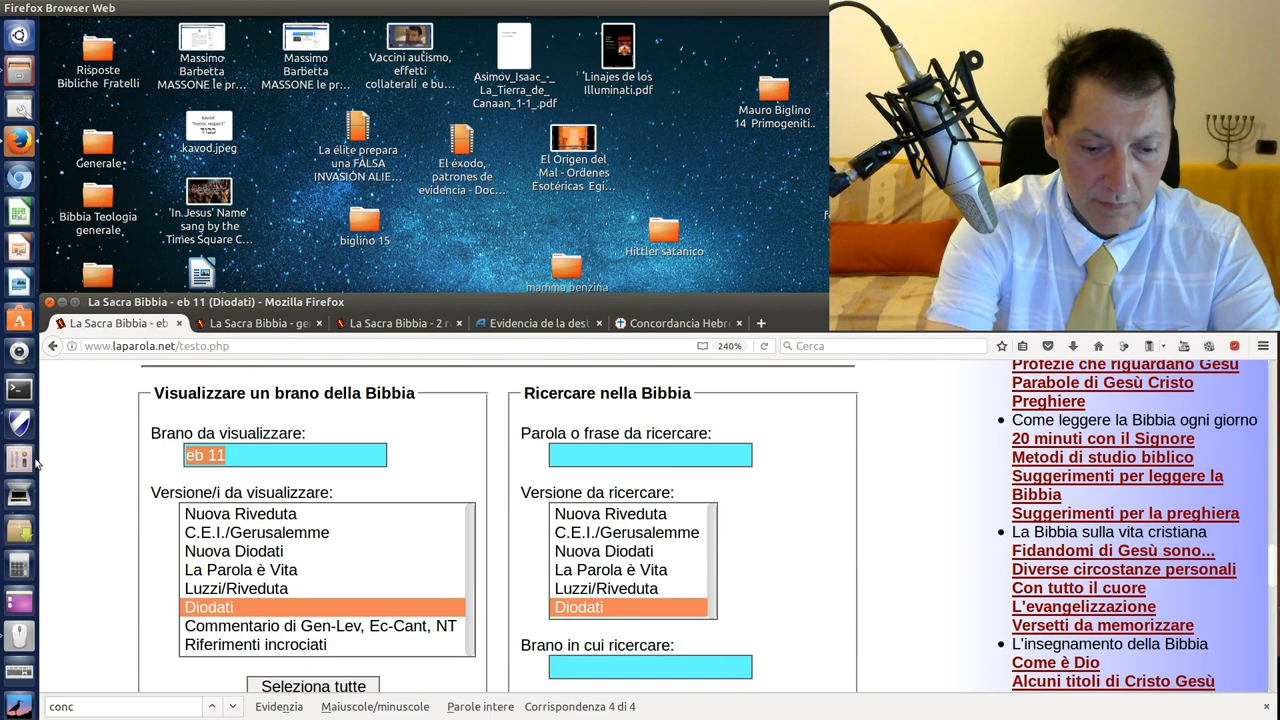 Firefox Browser Web
Risposte
Bibliche Fratelli
Massimo
Barbetta
MASSONE le pr...
Massimo
Barbetta
MASSONE le pr...
Vaccini autismo,
effetti
collaterali e bu...
Asimov_Isaac_-_
La_Tierra_de_
Canaan_1-1_.pdf
Linajes de los
Illuminati.pdf
Mauro Biglino
14 Primogeniti..
Generale
kavod
"honor, respect"
כבוד
kavod.jpeg
La élite prepara
una FALSA
INVASIÓN ALIE...
El éxodo,
patrones de
evidencia - Doc...
El Origen del
Mal - Ordenes
Esotéricas Egi...
Bibbia Teologia
generale
'In Jesus' Name'
sang by the
Times Square C...
biglino 15
Hittler satanico
mamma benzina
La Sacra Bibbia - eb 11 (Diodati) - Mozilla Firefox
La Sacra Bibbia - eb
La Sacra Bibbia - ge
La Sacra Bibbia - 2
Evidencia de la dest
Concordancia Hebr
www.laparola.net/testo.php
240%
Cerca
Visualizzare un brano della Bibbia
Brano da visualizzare:
eb 11
Versione/i da visualizzare:
Nuova Riveduta
C.E.I./Gerusalemme
Nuova Diodati
La Parola è Vita
Luzzi/Riveduta
Diodati
Commentario di Gen-Lev, Ec-Cant, NT
Riferimenti incrociati
Seleziona tutte
Ricercare nella Bibbia
Parola o frase da ricercare:
Versione da ricercare:
Nuova Riveduta
C.E.I./Gerusalemme
Nuova Diodati
La Parola è Vita
Luzzi/Riveduta
Diodati
Brano in cui ricercare:
Profezie che riguardano Gesù
Parabole di Gesù Cristo
Preghiere
Come leggere la Bibbia ogni giorno
20 minuti con il Signore
Metodi di studio biblico
Suggerimenti per leggere la
Bibbia
Suggerimenti per la preghiera
La Bibbia sulla vita cristiana
Fidandomi di Gesù sono...
Diverse circostanze personali
Con tutto il cuore
L'evangelizzazione
Versetti da memorizzare
L'insegnamento della Bibbia
Come è Dio
Alcuni titoli di Cristo Gesù
conc
Evidenzia
Maiuscole/minuscole
Parole intere
Corrispondenza 4 di 4